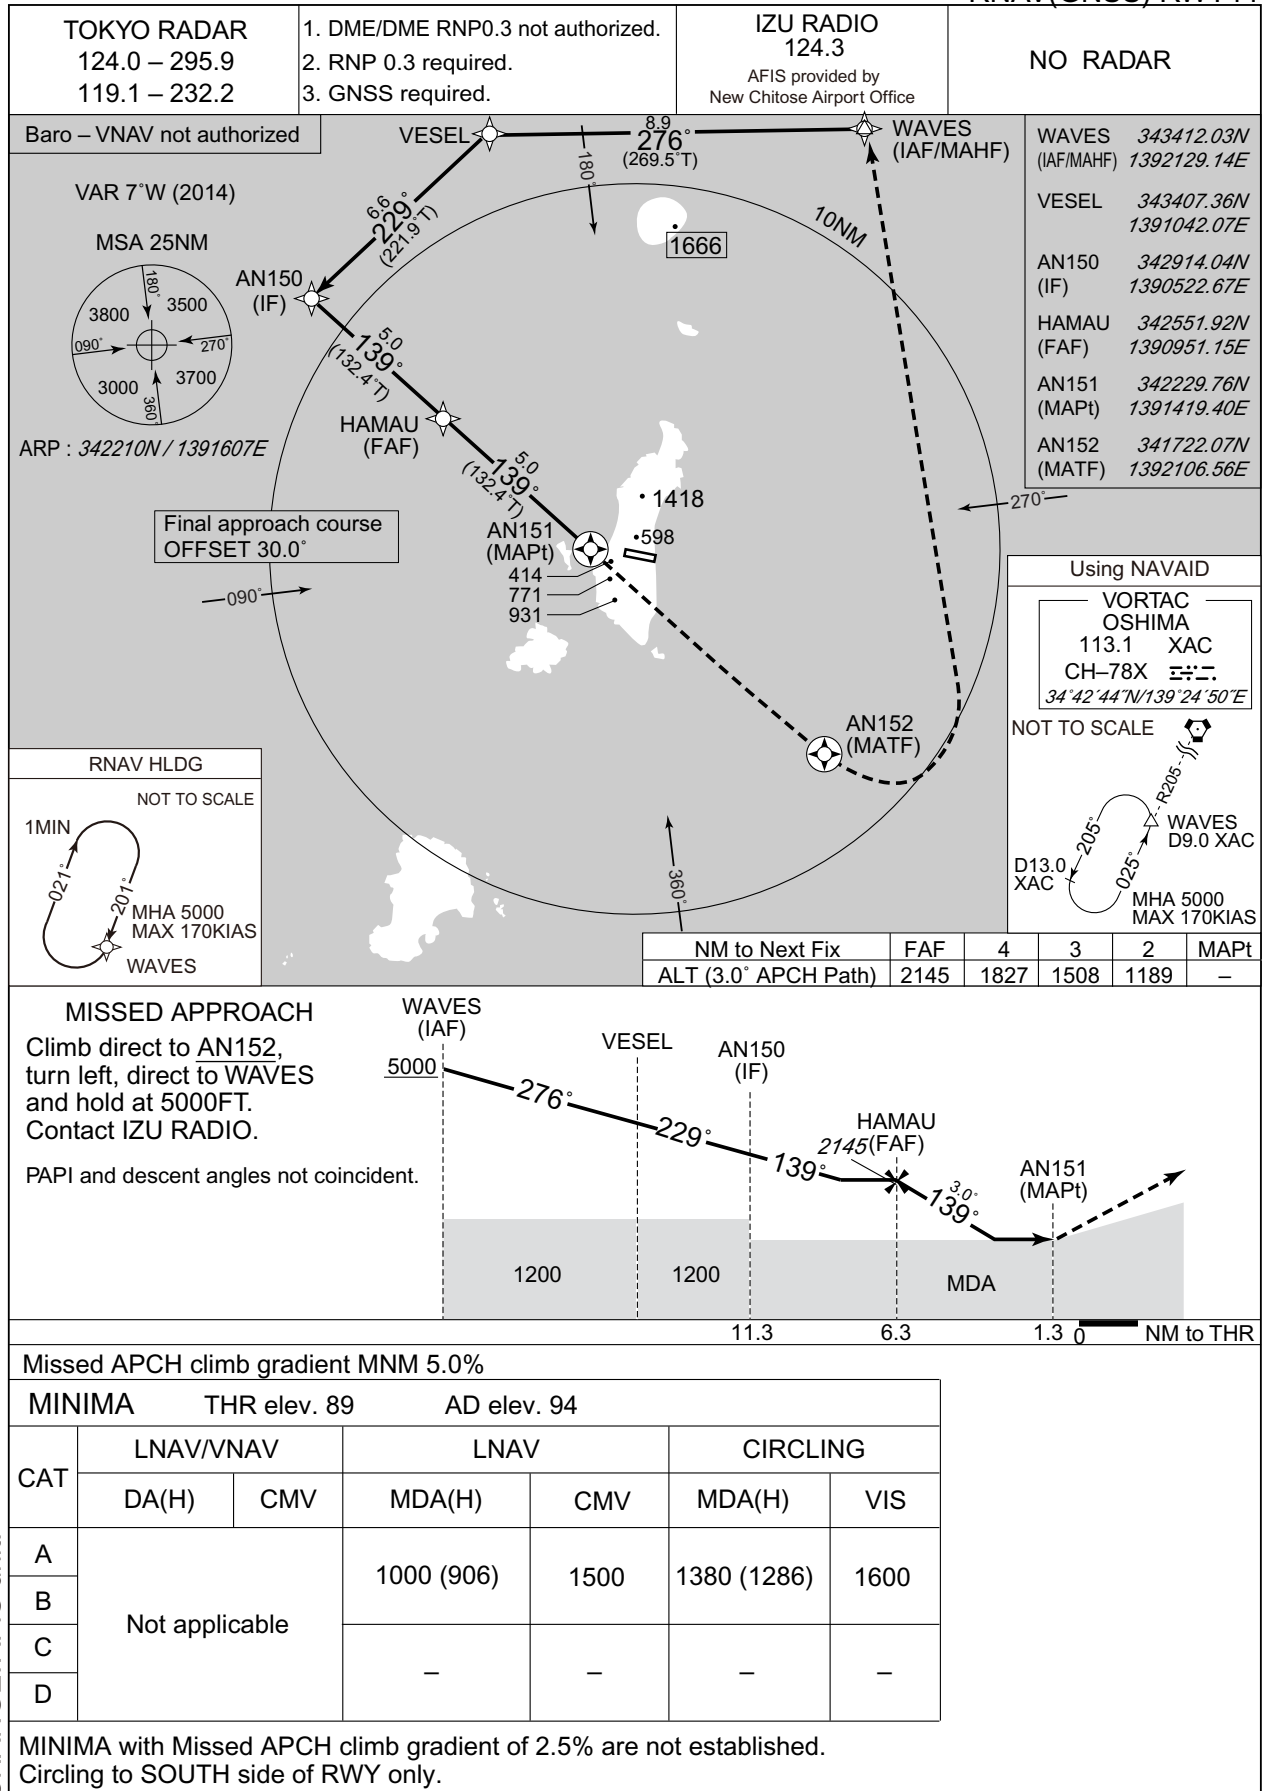 TOKYO RADAR
124.0 – 295.9
119.1 – 232.2
1. DME/DME RNP0.3 not authorized.
2. RNP 0.3 required.
3. GNSS required.
IZU RADIO
124.3
AFIS provided by
New Chitose Airport Office
NO RADAR
Baro – VNAV not authorized
VAR 7˚W (2014)
MSA 25NM
180˚
3800
3500
090˚
270˚
3000
3700
360˚
ARP : 342210N / 1391607E
VESEL
8.9
276˚
(269.5˚T)
WAVES
(IAF/MAHF)
180˚
6.6
229˚
(221.9˚T)
10NM
1666
AN150
(IF)
5.0
139˚
(132.4˚T)
HAMAU
(FAF)
5.0
139˚
(132.4˚T)
1418
598
AN151
(MAPt)
414
771
931
Final approach course
OFFSET 30.0˚
090˚
270˚
360˚
AN152
(MATF)
WAVES 343412.03N
(IAF/MAHF) 1392129.14E
VESEL 343407.36N
1391042.07E
AN150 342914.04N
(IF) 1390522.67E
HAMAU 342551.92N
(FAF) 1390951.15E
AN151 342229.76N
(MAPt) 1391419.40E
AN152 341722.07N
(MATF) 1392106.56E
Using NAVAID
VORTAC
OSHIMA
113.1 XAC
CH–78X
34˚42´44˝N/139˚24´50˝E
NOT TO SCALE
R205
WAVES
D9.0 XAC
205˚
025˚
D13.0
XAC
MHA 5000
MAX 170KIAS
RNAV HLDG
NOT TO SCALE
1MIN
021˚
201˚
MHA 5000
MAX 170KIAS
WAVES
NM to Next Fix FAF 4 3 2 MAPt
ALT (3.0˚ APCH Path) 2145 1827 1508 1189 –
MISSED APPROACH
Climb direct to AN152,
turn left, direct to WAVES
and hold at 5000FT.
Contact IZU RADIO.
PAPI and descent angles not coincident.
WAVES
(IAF)
VESEL
AN150
(IF)
HAMAU
(FAF)
AN151
(MAPt)
5000
276˚
229˚
139˚
2145
3.0˚
139˚
1200
1200
MDA
11.3 6.3 1.3 0 NM to THR
Missed APCH climb gradient MNM 5.0%
MINIMA THR elev. 89 AD elev. 94
CAT LNAV/VNAV LNAV CIRCLING
DA(H) CMV MDA(H) CMV MDA(H) VIS
A
B
C
D
Not applicable
1000 (906) 1500 1380 (1286) 1600
– – – –
MINIMA with Missed APCH climb gradient of 2.5% are not established.
Circling to SOUTH side of RWY only.